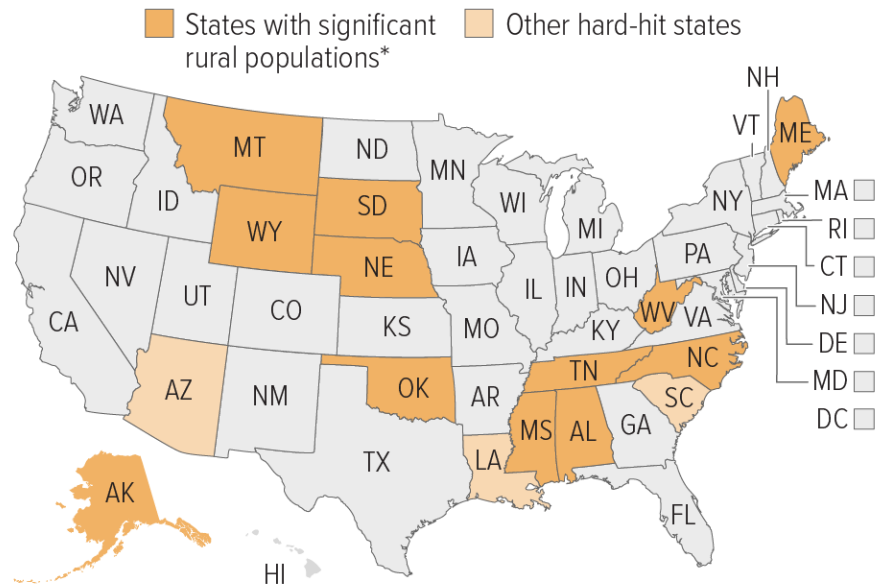 States with significant
rural populations*
Other hard-hit states
NH
VT
ME
WA
MT
ND
MN
OR
ID
WY
SD
WI
MI
NY
MA
RI
CT
NJ
DE
MD
DC
NV
UT
CO
NE
IA
IL
IN
OH
PA
CA
KS
MO
KY
WV
VA
AZ
NM
OK
AR
TN
NC
SC
MS
AL
GA
TX
LA
FL
AK
HI